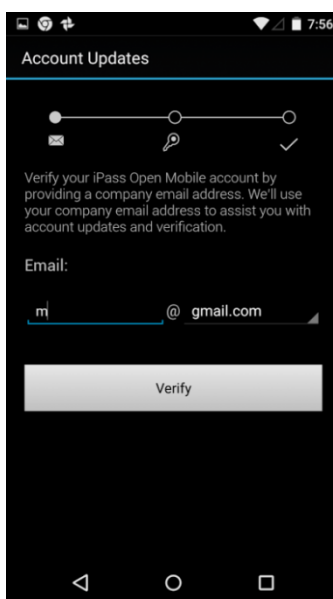 7:56
Account Updates
Verify your iPass Open Mobile account by
providing a company email address. We'll use
your company email address to assist you with
account updates and verification.
Email:
m @ gmail.com
Verify